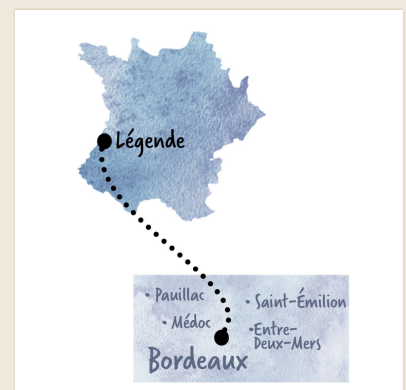 Légende
• Pauillac
• Saint-Émilion
• Médoc
•Entre-
Deux-Mers
Bordeaux